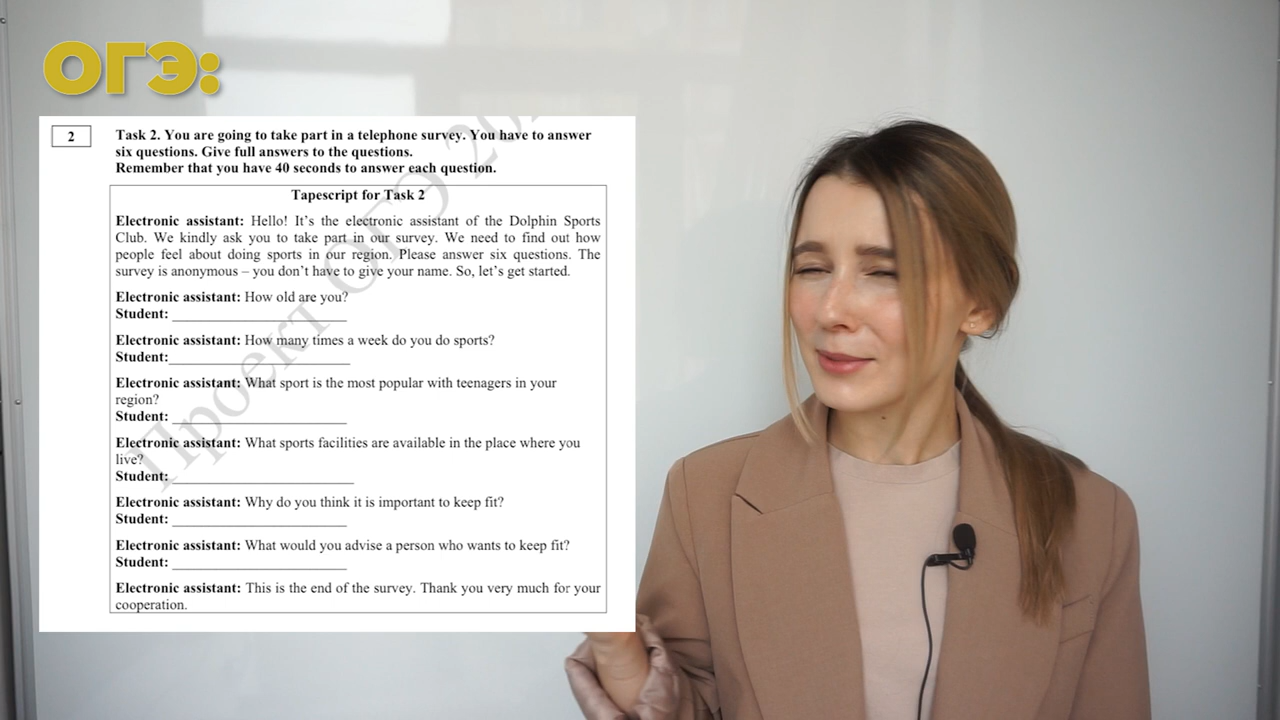 ОГЭ:
2
Task 2. You are going to take part in a telephone survey. You have to answer
six questions. Give full answers to the questions.
Remember that you have 40 seconds to answer each question.
Tapescript for Task 2
Electronic assistant: Hello! It's the electronic assistant of the Dolphin Sports
Club. We kindly ask you to take part in our survey. We need to find out how
people feel about doing sports in our region. Please answer six questions. The
survey is anonymous – you don't have to give your name. So, let's get started.
Electronic assistant: How old are you?
Student: _______________________
Electronic assistant: How many times a week do you do sports?
Student:________________________
Electronic assistant: What sport is the most popular with teenagers in your
region?
Student: _______________________
Electronic assistant: What sports facilities are available in the place where you
live?
Student: ________________________
Electronic assistant: Why do you think it is important to keep fit?
Student: _______________________
Electronic assistant: What would you advise a person who wants to keep fit?
Student: _______________________
Electronic assistant: This is the end of the survey. Thank you very much for your
cooperation.
Проект ОГЭ